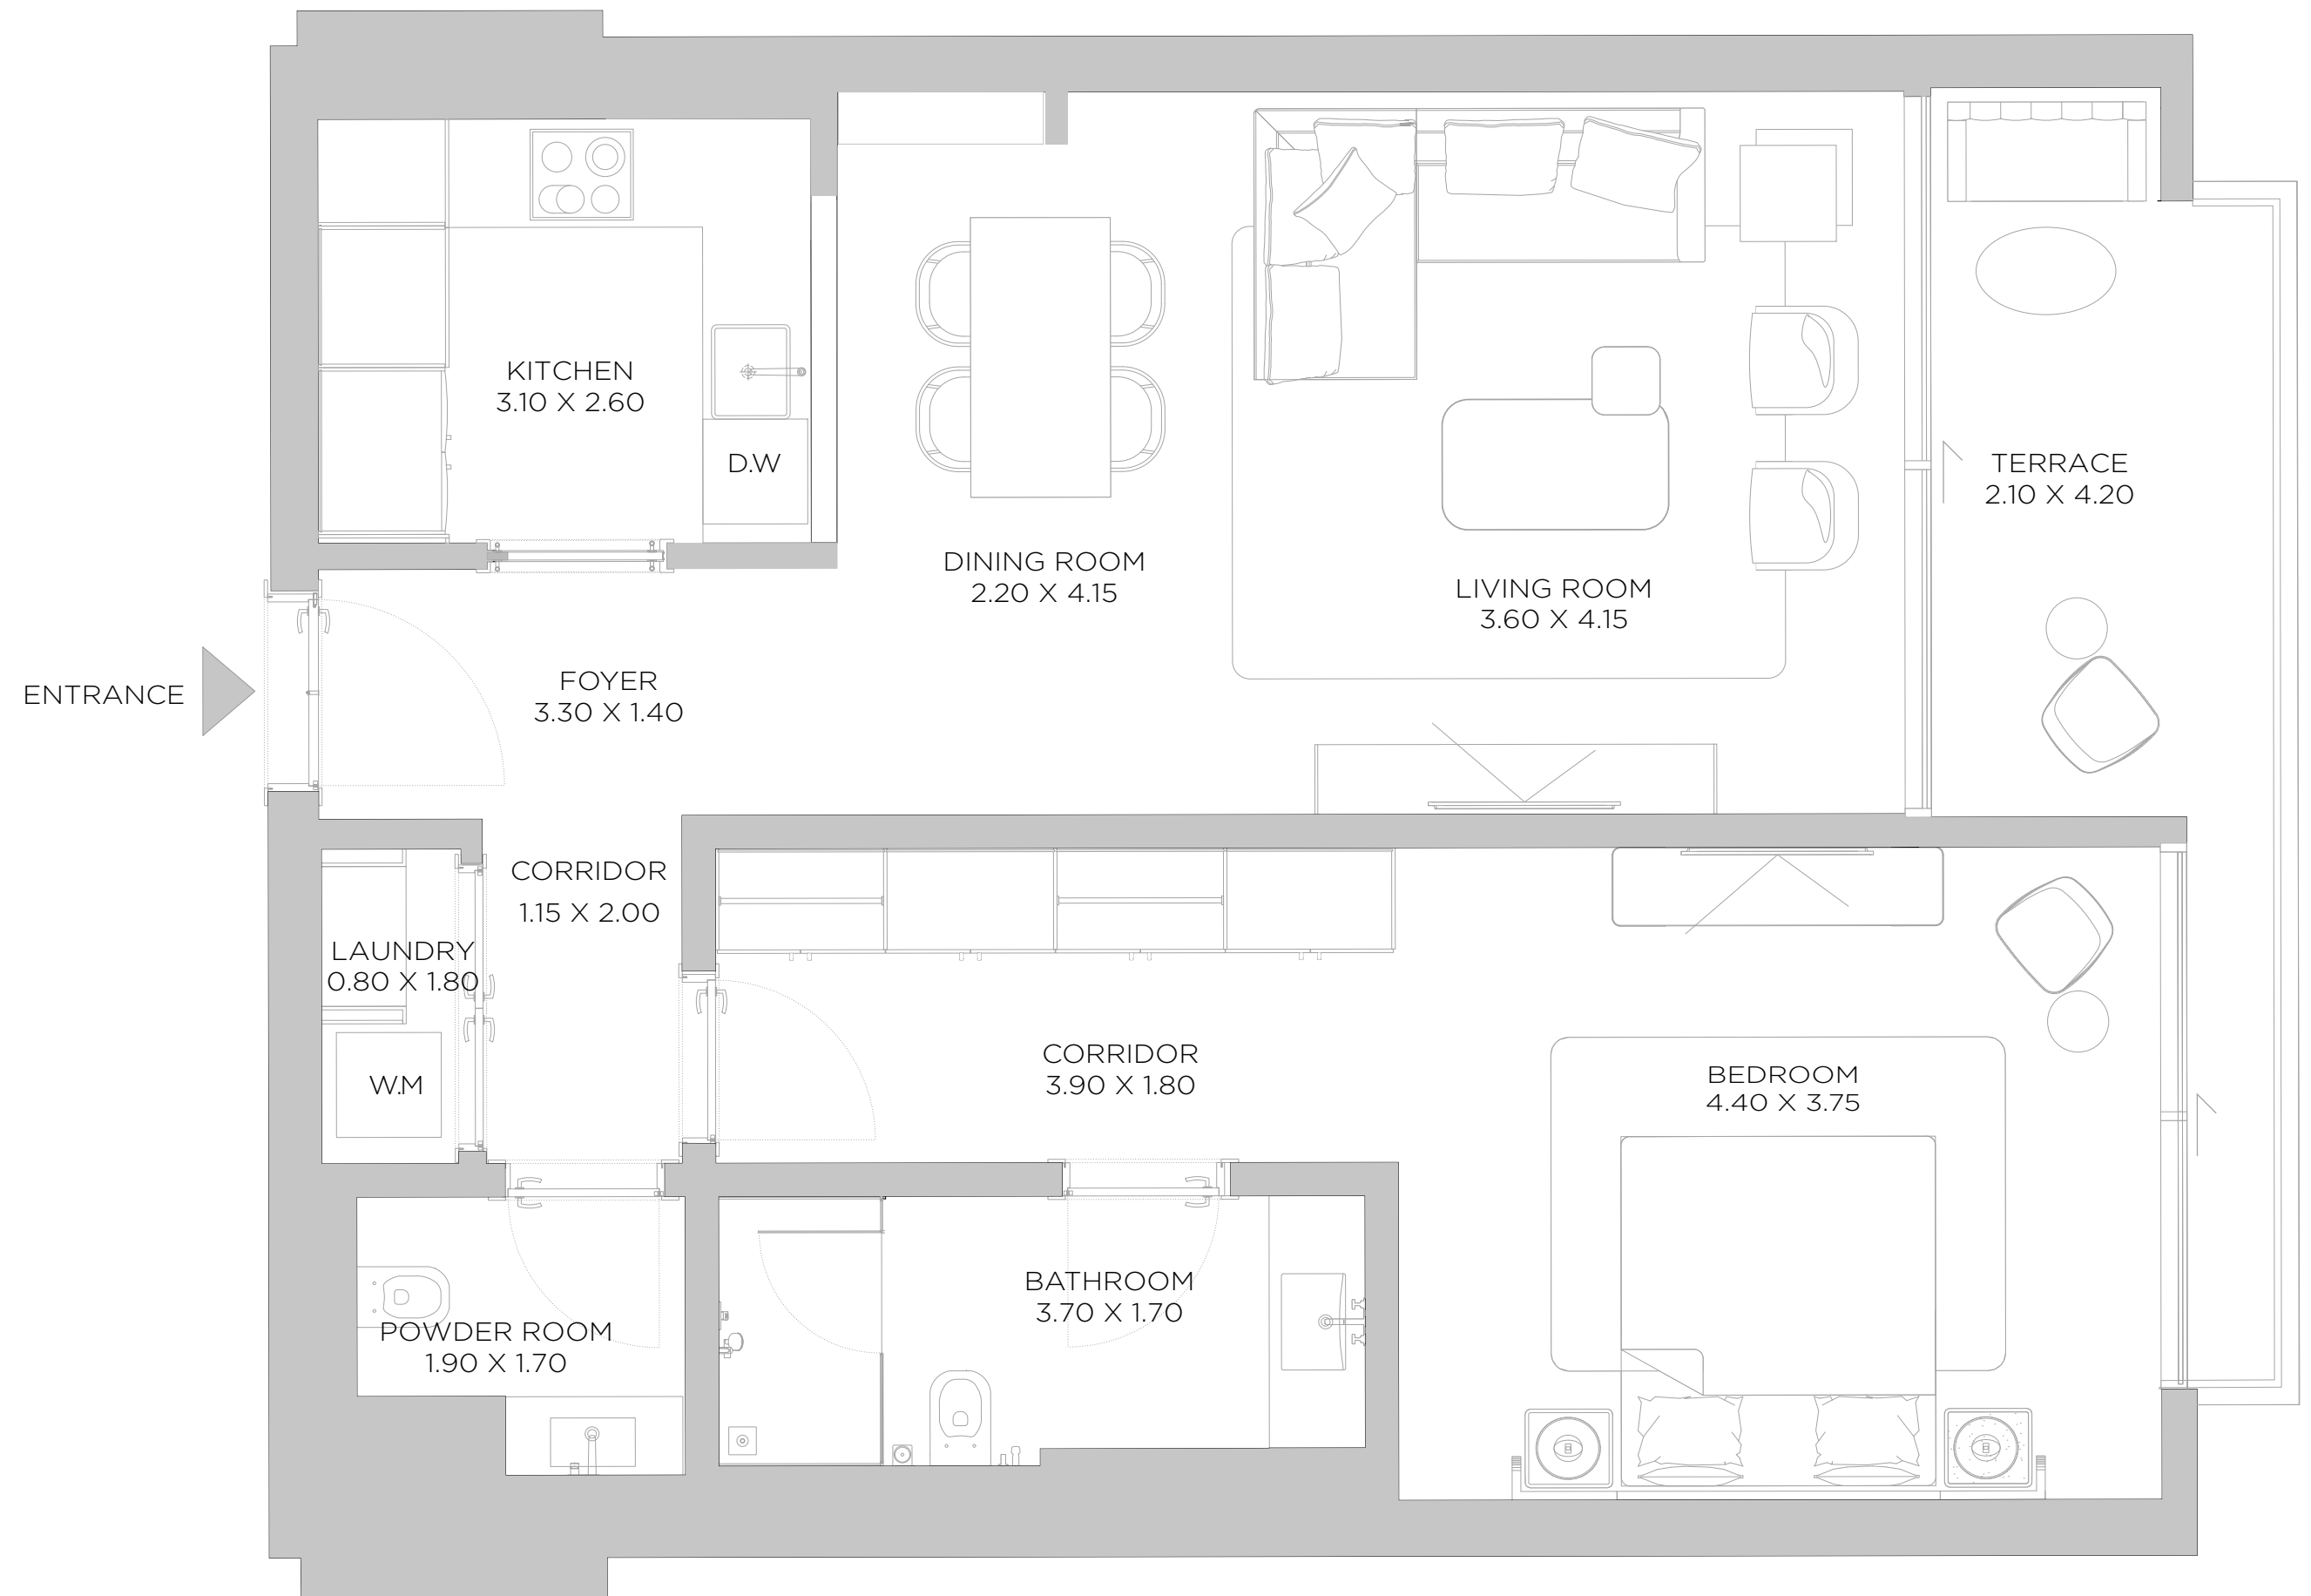 KITCHEN
3.10 X 2.60
D.W
TERRACE
2.10 X 4.20
DINING ROOM
2.20 X 4.15
LIVING ROOM
3.60 X 4.15
ENTRANCE
FOYER
3.30 X 1.40
CORRIDOR
1.15 X 2.00
LAUNDRY
0.80 X 1.80
W.M
CORRIDOR
3.90 X 1.80
BEDROOM
4.40 X 3.75
BATHROOM
3.70 X 1.70
POWDER ROOM
1.90 X 1.70